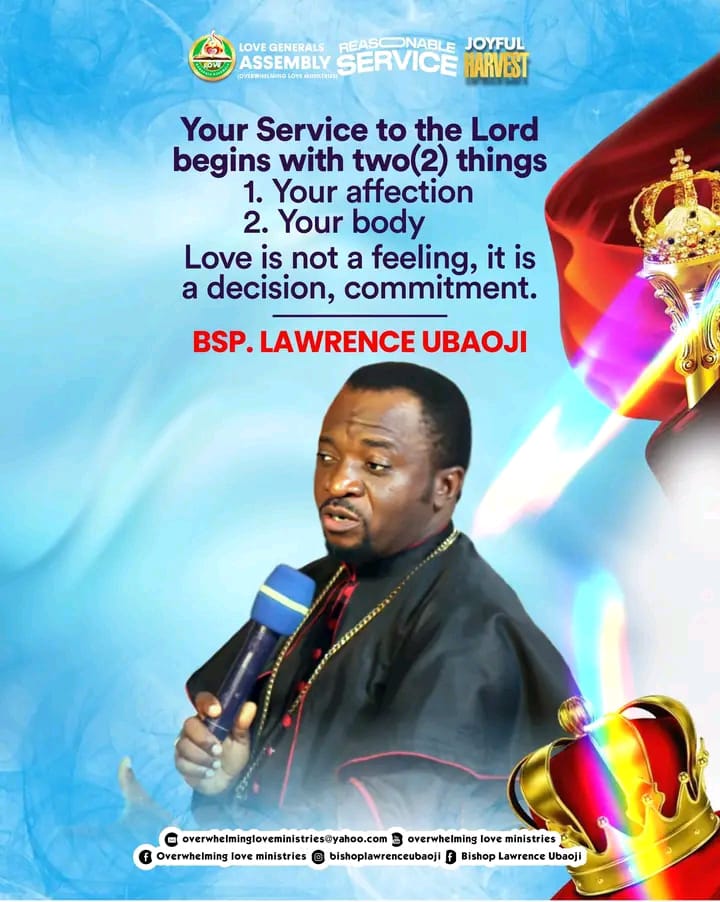 LOVE GENERALS
ASSEMBLY
(OVERWHELMING LOVE MINISTRIES)
LOVE
REASONABLE
SERVICE
JOYFUL
HARVEST
Your Service to the Lord
begins with two(2) things
1. Your affection
2. Your body
Love is not a feeling, it is
a decision, commitment.
BSP. LAWRENCE UBAOJI
overwhelmingloveministries@yahoo.com overwhelming love ministries
Overwhelming love ministries bishoplawrenceubaoji Bishop Lawrence Ubaoji